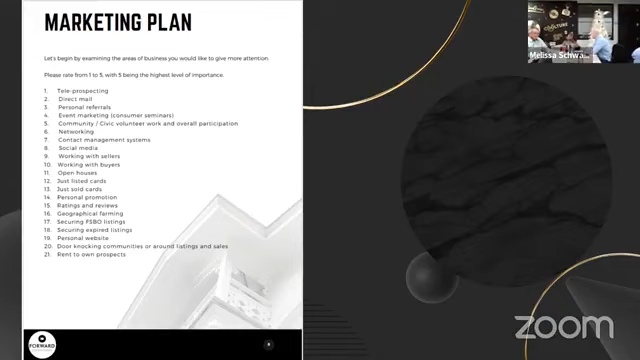 MARKETING PLAN
Let's begin by examining the areas of business you would like to give more attention.
Please rate from 1 to 5, with 5 being the highest level of importance.
1. Tele-prospecting
2. Direct mail
3. Personal referrals
4. Event marketing (consumer seminars)
5. Community / Civic volunteer work and overall participation
6. Networking
7. Contact management systems
8. Social media
9. Working with sellers
10. Working with buyers
11. Open houses
12. Just listed cards
13. Just sold cards
14. Personal promotion
15. Ratings and reviews
16. Geographical farming
17. Securing FSBO listings
18. Securing expired listings
19. Personal website
20. Door knocking communities or around listings and sales
21. Rent to own prospects
FORWARD
Melissa Schwa...
zoom